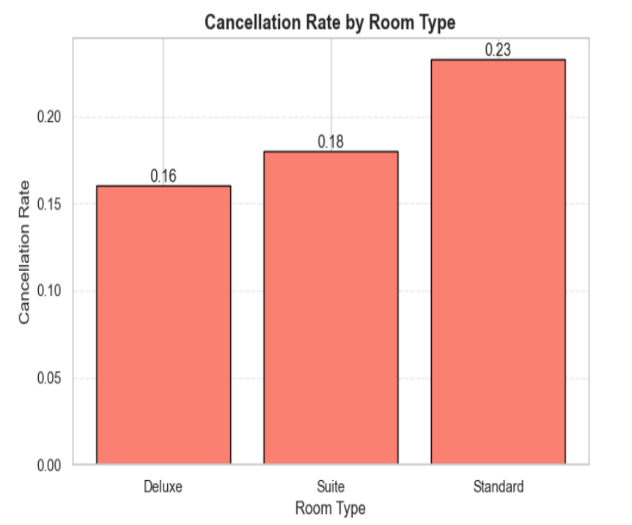 Cancellation Rate by Room Type
0.23
0.20
0.18
0.16
Cancellation Rate
0.15
0.10
0.05
0.00
Deluxe Suite Standard
Room Type